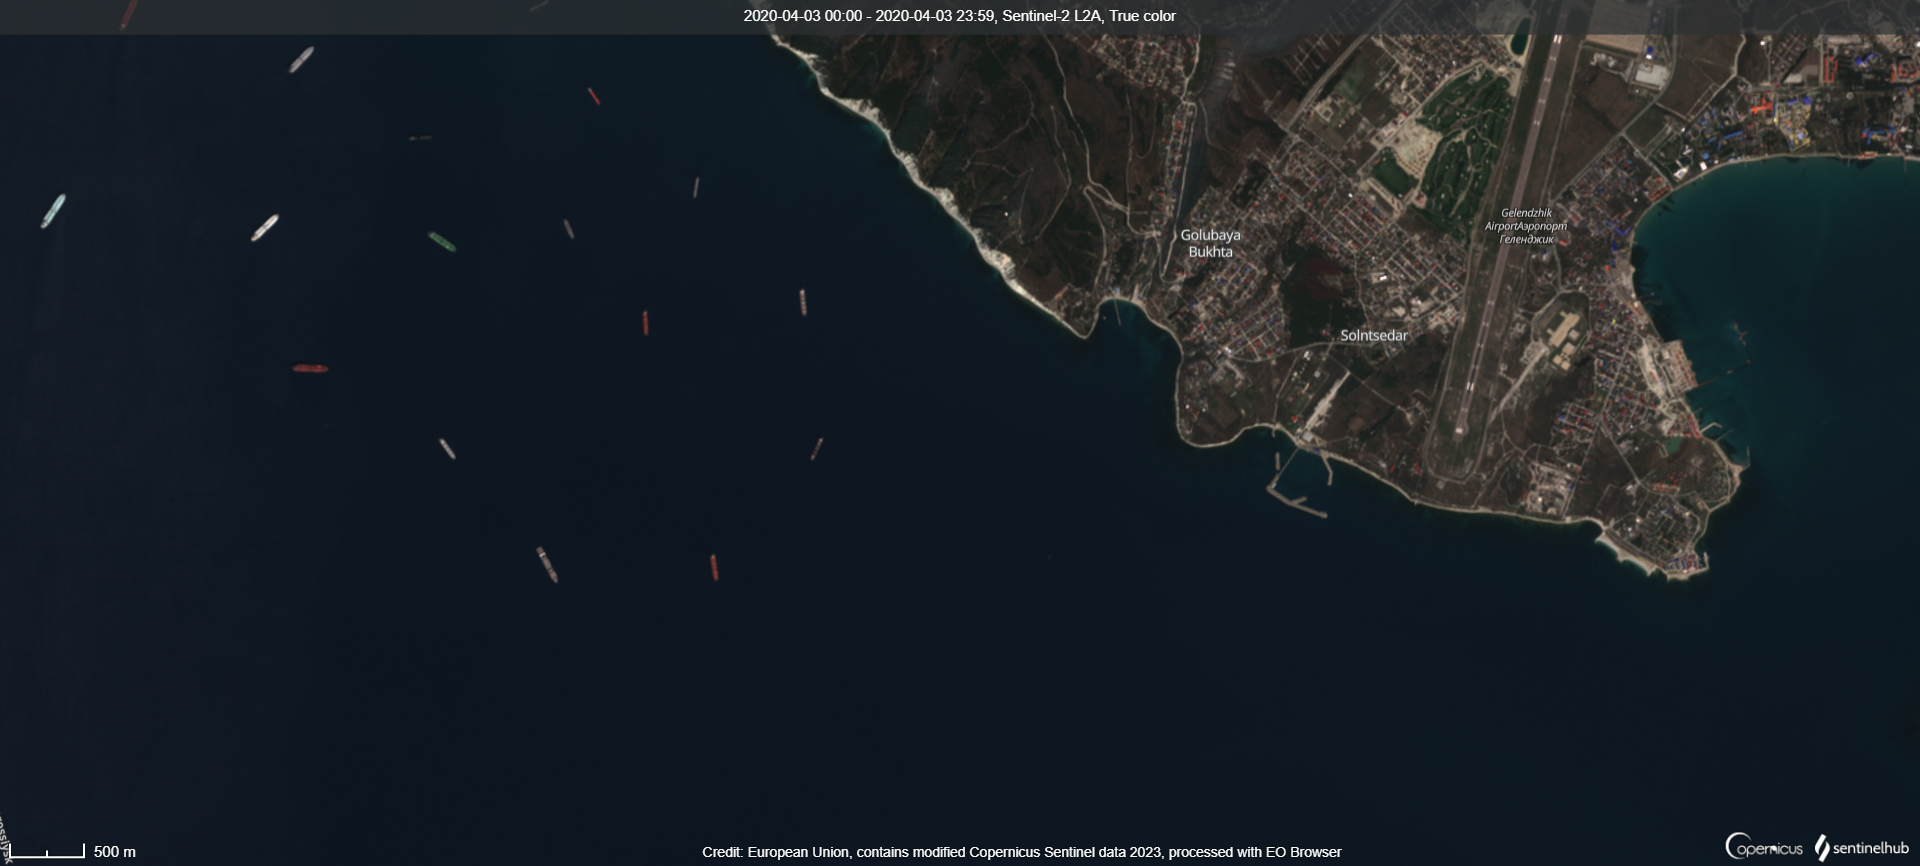 2020-04-03 00:00 - 2020-04-03 23:59, Sentinel-2 L2A, True color
Gelendzhik
AirportАэропорт
Геленджик
Golubaya
Bukhta
Solntsedar
500 m
Credit: European Union, contains modified Copernicus Sentinel data 2023, processed with EO Browser
Copernicus
sentinelhub